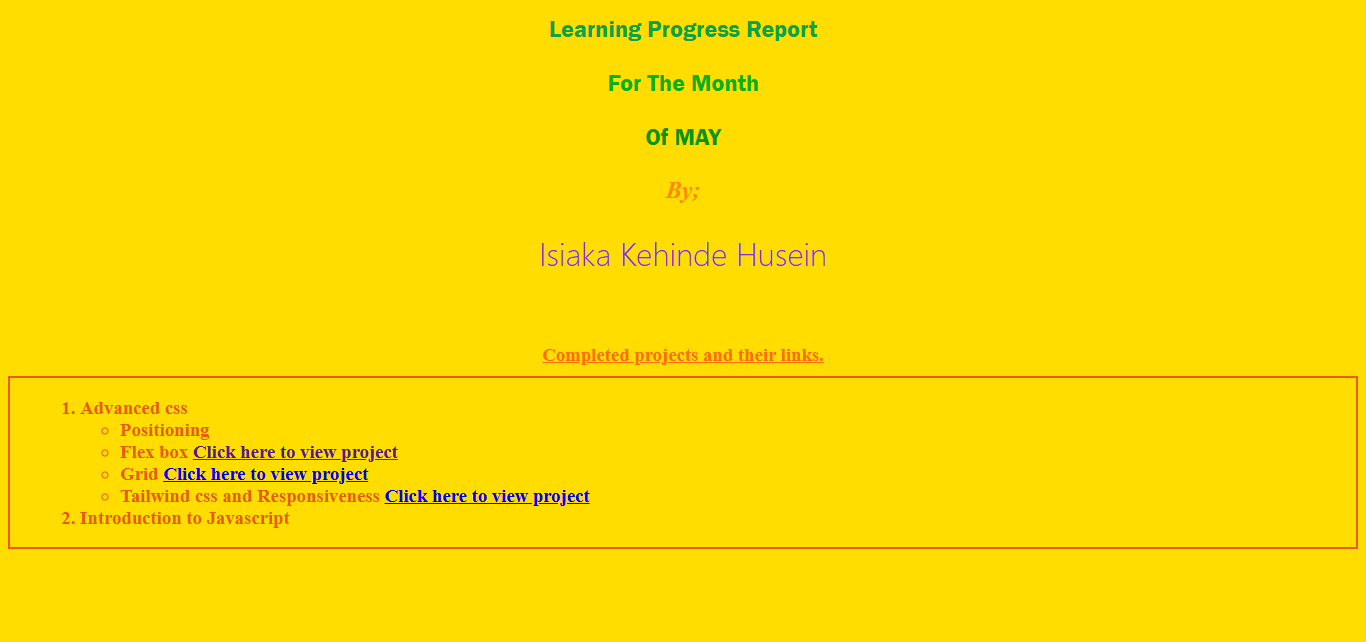 Learning Progress Report
For The Month
Of MAY
By;
Isiaka Kehinde Husein
Completed projects and their links.
1. Advanced css
Positioning
Flex box Click here to view project
Grid Click here to view project
Tailwind css and Responsiveness Click here to view project
2. Introduction to Javascript